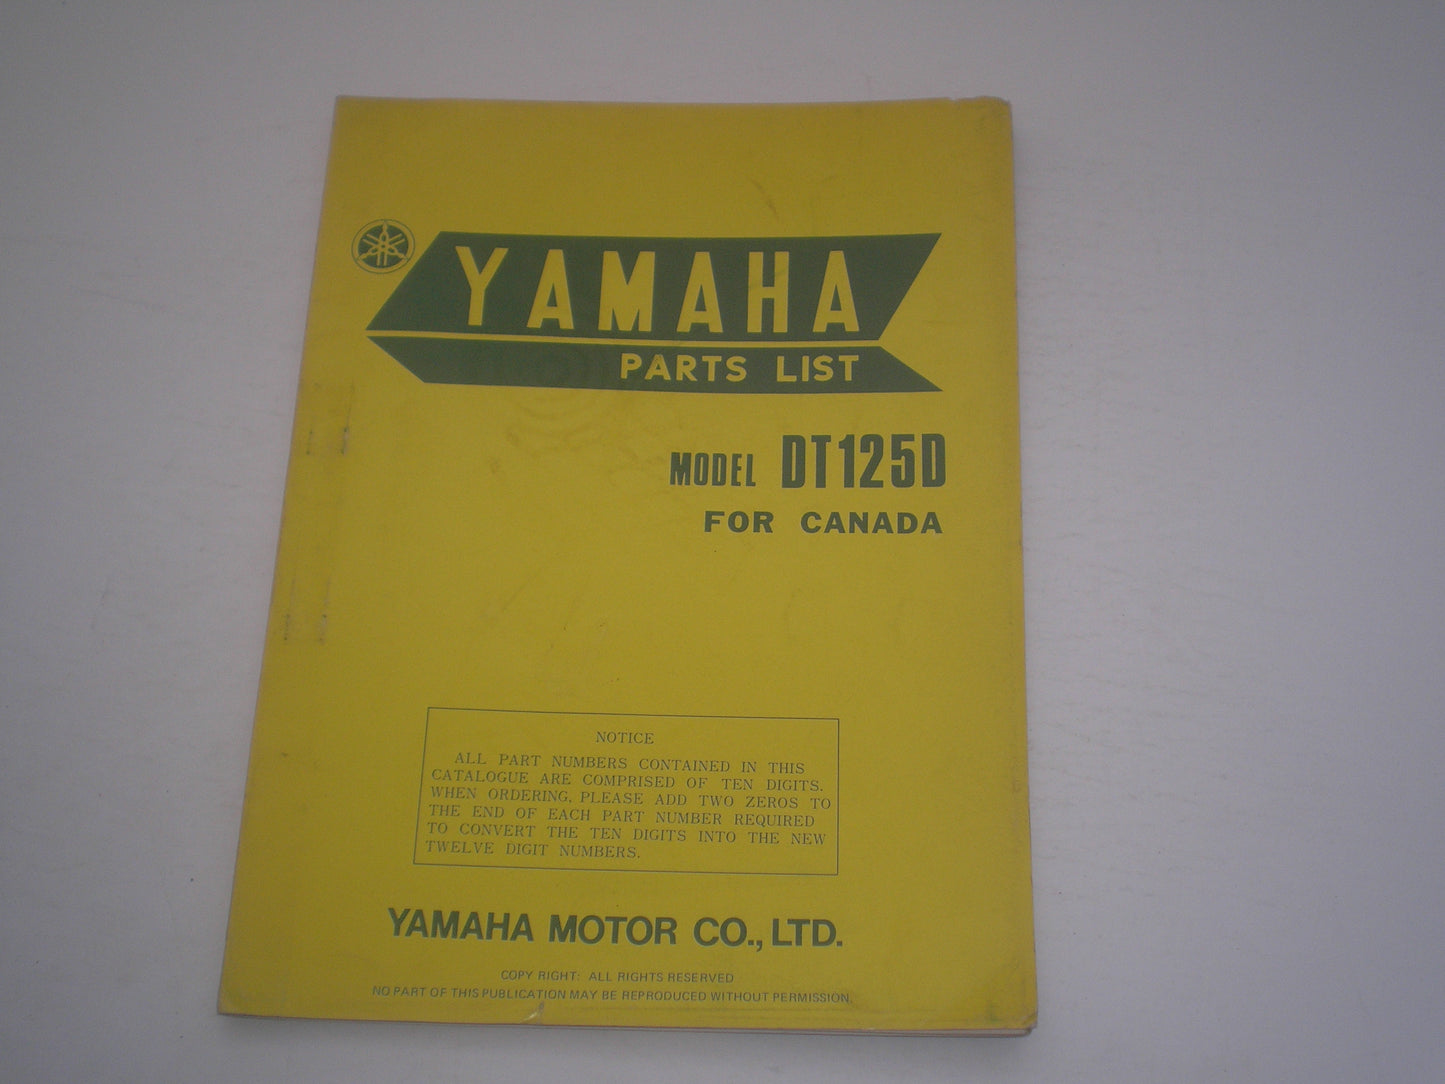 YAMAHA
PARTS LIST
MODEL DT125D
FOR CANADA
NOTICE
ALL PART NUMBERS CONTAINED IN THIS
CATALOGUE ARE COMPRISED OF TEN DIGITS.
WHEN ORDERING, PLEASE ADD TWO ZEROS TO
THE END OF EACH PART NUMBER REQUIRED
TO CONVERT THE TEN DIGITS INTO THE NEW
TWELVE DIGIT NUMBERS.
YAMAHA MOTOR CO., LTD.
COPY RIGHT: ALL RIGHTS RESERVED
NO PART OF THIS PUBLICATION MAY BE REPRODUCED WITHOUT PERMISSION.